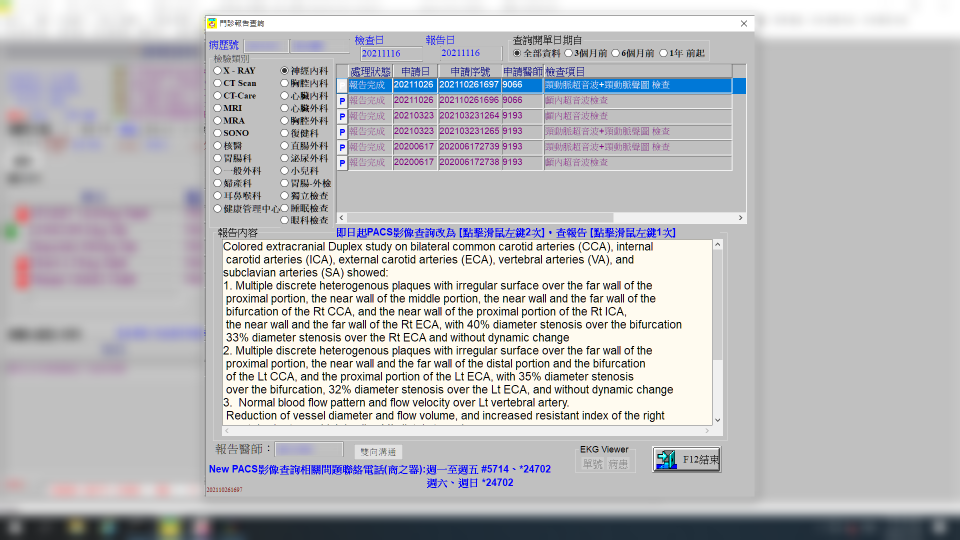 門診報告查詢
病歷號
檢查日
報告日
查詢開單日期自
20211116
20211116
全部資料 3個月前 6個月前 1年 前起
檢驗類別
X - RAY
神經內科
CT Scan
胸腔內科
CT-Care
心臟內科
MRI
心臟外科
MRA
胸腔外科
SONO
復健科
核醫
直腸外科
胃腸科
泌尿外科
一般外科
小兒科
婦產科
胃腸-外檢
耳鼻喉科
獨立檢查
健康管理中心
睡眠檢查
眼科檢查
處理狀態 申請日 申請序號 申請醫師 檢查項目
報告完成 20211026 202110261697 9066 頸動脈超音波+頸動脈聲圖 檢查
P 報告完成 20211026 202110261696 9066 顱內超音波檢查
P 報告完成 20210323 202103231264 9193 顱內超音波檢查
P 報告完成 20210323 202103231265 9193 頸動脈超音波+頸動脈聲圖 檢查
P 報告完成 20200617 202006172739 9193 頸動脈超音波+頸動脈聲圖 檢查
P 報告完成 20200617 202006172738 9193 顱內超音波檢查
報告內容
即日起PACS影像查詢改為 [點擊滑鼠左鍵2次]，查報告 [點擊滑鼠左鍵1次]
Colored extracranial Duplex study on bilateral common carotid arteries (CCA), internal
carotid arteries (ICA), external carotid arteries (ECA), vertebral arteries (VA), and
subclavian arteries (SA) showed:
1. Multiple discrete heterogenous plaques with irregular surface over the far wall of the
proximal portion, the near wall of the middle portion, the near wall and the far wall of the
bifurcation of the Rt CCA, and the near wall of the proximal portion of the Rt ICA,
the near wall and the far wall of the Rt ECA, with 40% diameter stenosis over the bifurcation
33% diameter stenosis over the Rt ECA and without dynamic change
2. Multiple discrete heterogenous plaques with irregular surface over the far wall of the
proximal portion, the near wall and the far wall of the distal portion and the bifurcation
of the Lt CCA, and the proximal portion of the Lt ECA, with 35% diameter stenosis
over the bifurcation, 32% diameter stenosis over the Lt ECA, and without dynamic change
3. Normal blood flow pattern and flow velocity over Lt vertebral artery.
Reduction of vessel diameter and flow volume, and increased resistant index of the right
報告醫師：
雙向溝通
EKG Viewer
單號 病患
F12結束
New PACS影像查詢相關問題聯絡電話(商之器):週一至週五 #5714、*24702
週六、週日 *24702
202110261697